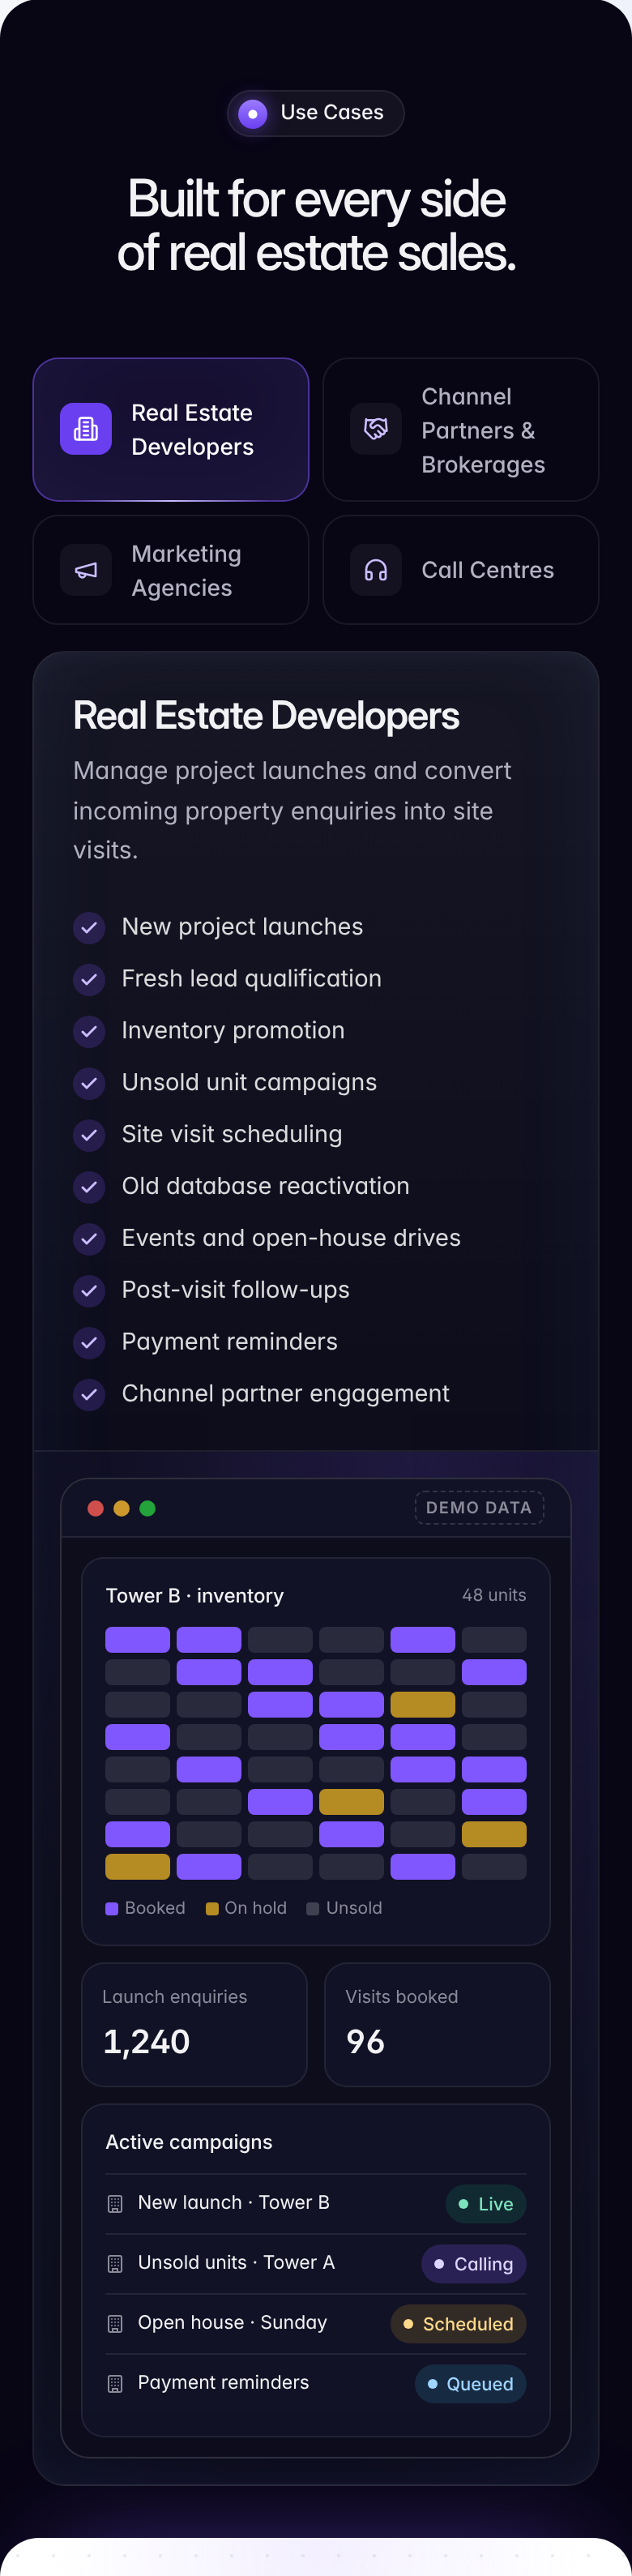 Use Cases
Built for every side
of real estate sales.
Real Estate
Developers
Channel
Partners &
Brokerages
Marketing
Agencies
Call Centres
Real Estate Developers
Manage project launches and convert
incoming property enquiries into site
visits.
New project launches
Fresh lead qualification
Inventory promotion
Unsold unit campaigns
Site visit scheduling
Old database reactivation
Events and open-house drives
Post-visit follow-ups
Payment reminders
Channel partner engagement
DEMO DATA
Tower B · inventory
48 units
Booked
On hold
Unsold
Launch enquiries
1,240
Visits booked
96
Active campaigns
New launch · Tower B
Live
Unsold units · Tower A
Calling
Open house · Sunday
Scheduled
Payment reminders
Queued